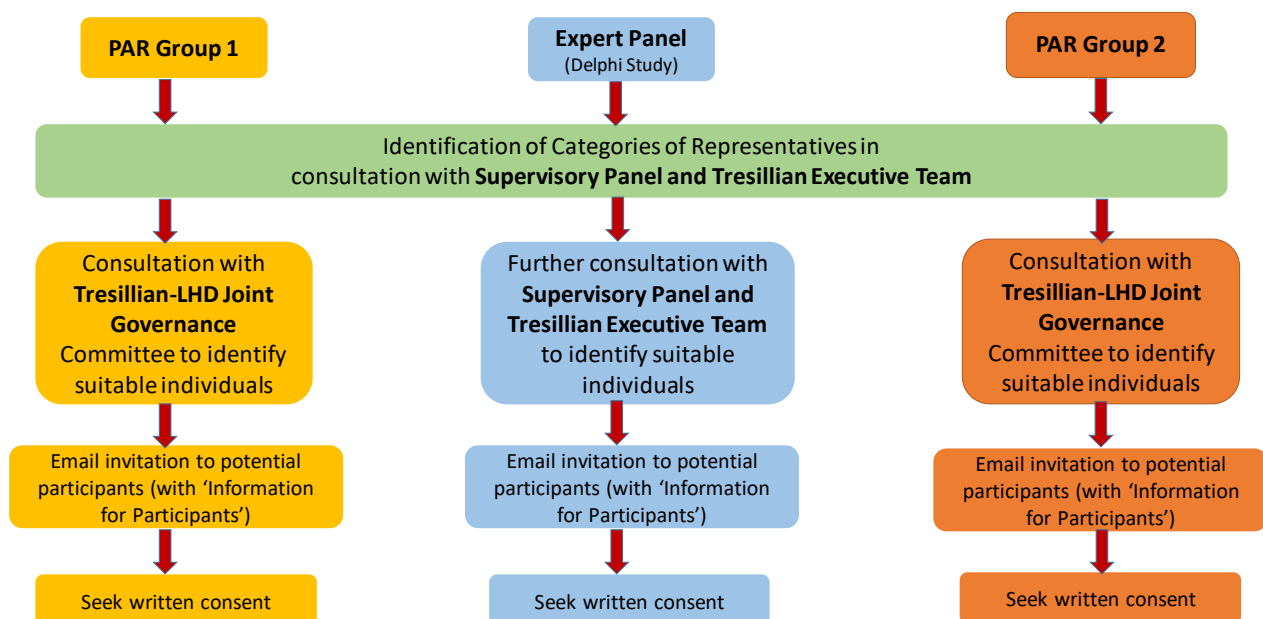 PAR Group 1
Expert Panel
(Delphi Study)
PAR Group 2
Identification of Categories of Representatives in
consultation with Supervisory Panel and Tresillian Executive Team
Consultation with
Tresillian-LHD Joint
Governance
Committee to identify
suitable individuals
Further consultation with
Supervisory Panel and
Tresillian Executive Team
to identify suitable
individuals
Consultation with
Tresillian-LHD Joint
Governance
Committee to identify
suitable individuals
Email invitation to potential
participants (with ‘Information
for Participants’)
Email invitation to potential
participants (with ‘Information
for Participants’)
Email invitation to potential
participants (with ‘Information
for Participants’)
Seek written consent
Seek written consent
Seek written consent